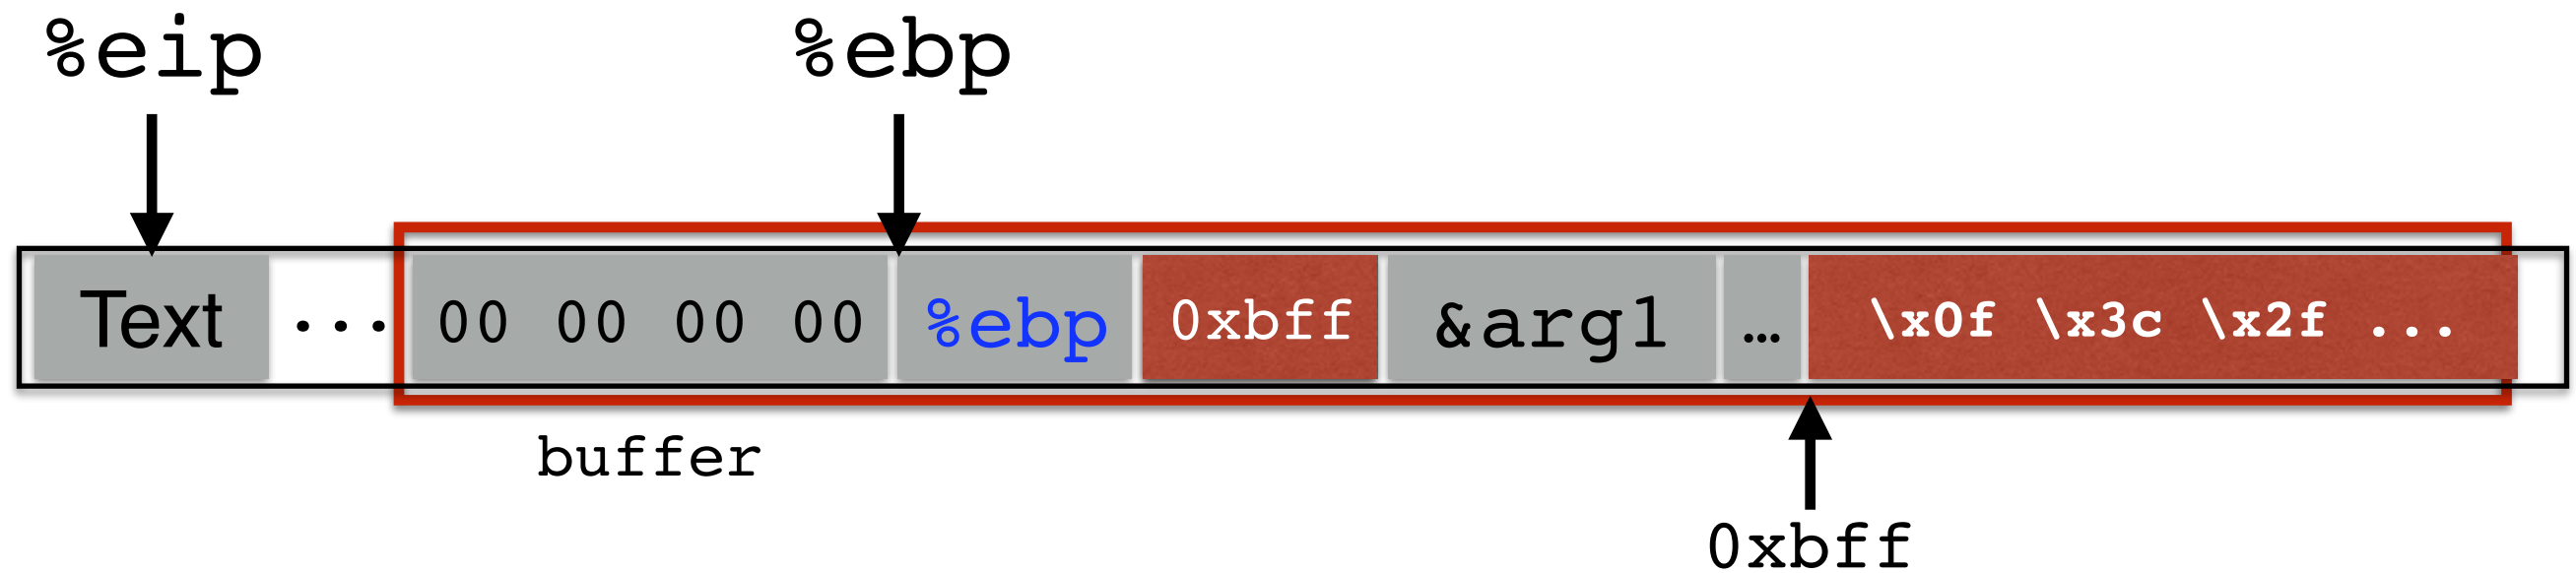 %eip %ebp
Text ... 00 00 00 00 %ebp 0xbff &arg1 ... \x0f \x3c \x2f ...
buffer
0xbff